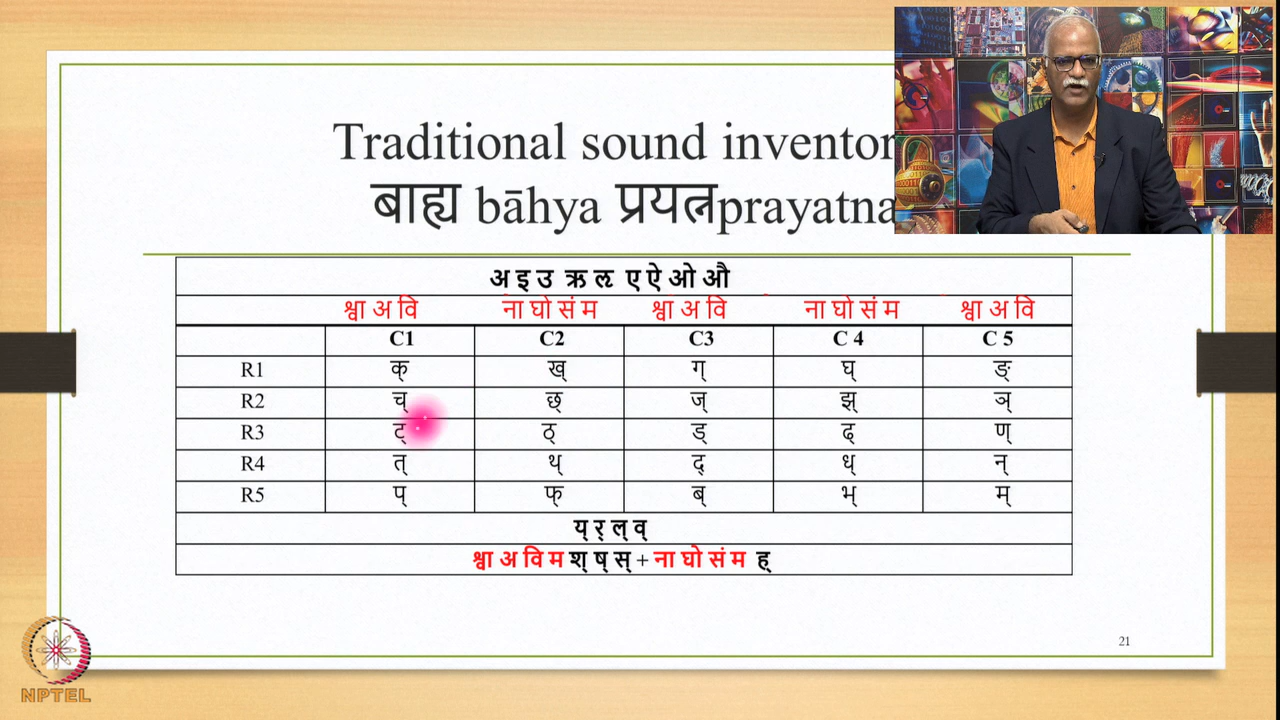 Traditional sound inventor
बाह्य bāhya प्रयत्नprayatna
अ इ उ ऋ ऌ ए ऐ ओ औ
श्वा अ वि ना घो सं म श्वा अ वि ना घो सं म श्वा अ वि
C1 C2 C3 C 4 C 5
R1 क् ख् ग् घ् ङ्
R2 च् छ् ज् झ् ञ्
R3 ट् ठ् ड् ढ् ण्
R4 त् थ् द् ध् न्
R5 प् फ् ब् भ् म्
य् र् ल् व्
श्वा अ वि म श् ष् स् + ना घो सं म ह्
21
NPTEL